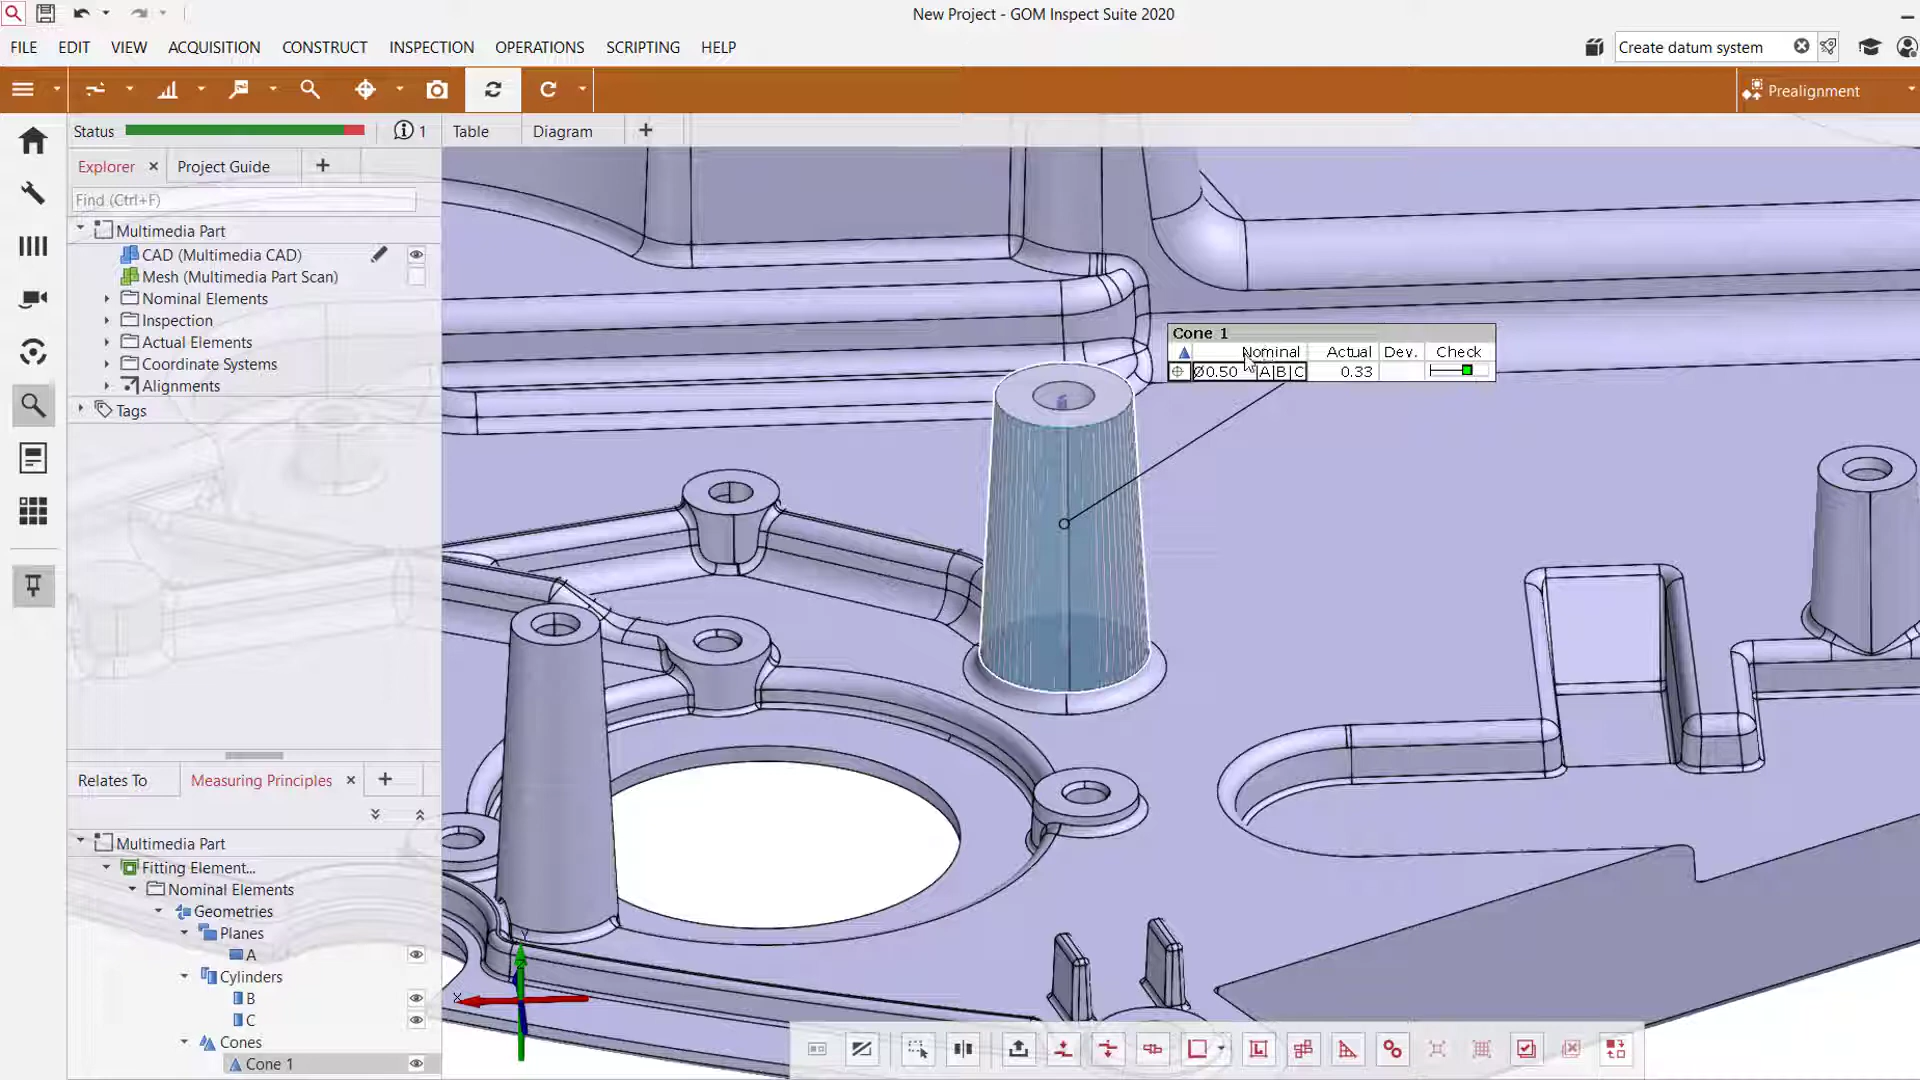 New Project - GOM Inspect Suite 2020
FILE EDIT VIEW ACQUISITION CONSTRUCT INSPECTION OPERATIONS SCRIPTING HELP
Create datum system
Prealignment
Status 1
Table Diagram +
Explorer × Project Guide +
Find (Ctrl+F)
Multimedia Part
CAD (Multimedia CAD)
Mesh (Multimedia Part Scan)
Nominal Elements
Inspection
Actual Elements
Coordinate Systems
Alignments
Tags
Cone 1
Nominal Actual Dev. Check
Ø0.50 A B C 0.33
Relates To Measuring Principles × +
Multimedia Part
Fitting Element...
Nominal Elements
Geometries
Planes
A
Cylinders
B
C
Cones
Cone 1
Y
X